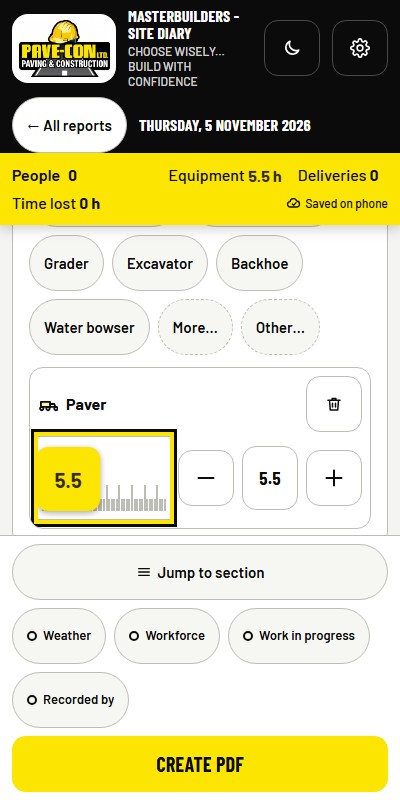 PAVE-CON LTD.
PAVING & CONSTRUCTION
MASTERBUILDERS -
SITE DIARY
CHOOSE WISELY...
BUILD WITH
CONFIDENCE
← All reports
THURSDAY, 5 NOVEMBER 2026
People 0
Equipment 5.5 h
Deliveries 0
Time lost 0 h
Saved on phone
Grader
Excavator
Backhoe
Water bowser
More...
Other...
Paver
5.5
5.5
Jump to section
Weather
Workforce
Work in progress
Recorded by
CREATE PDF